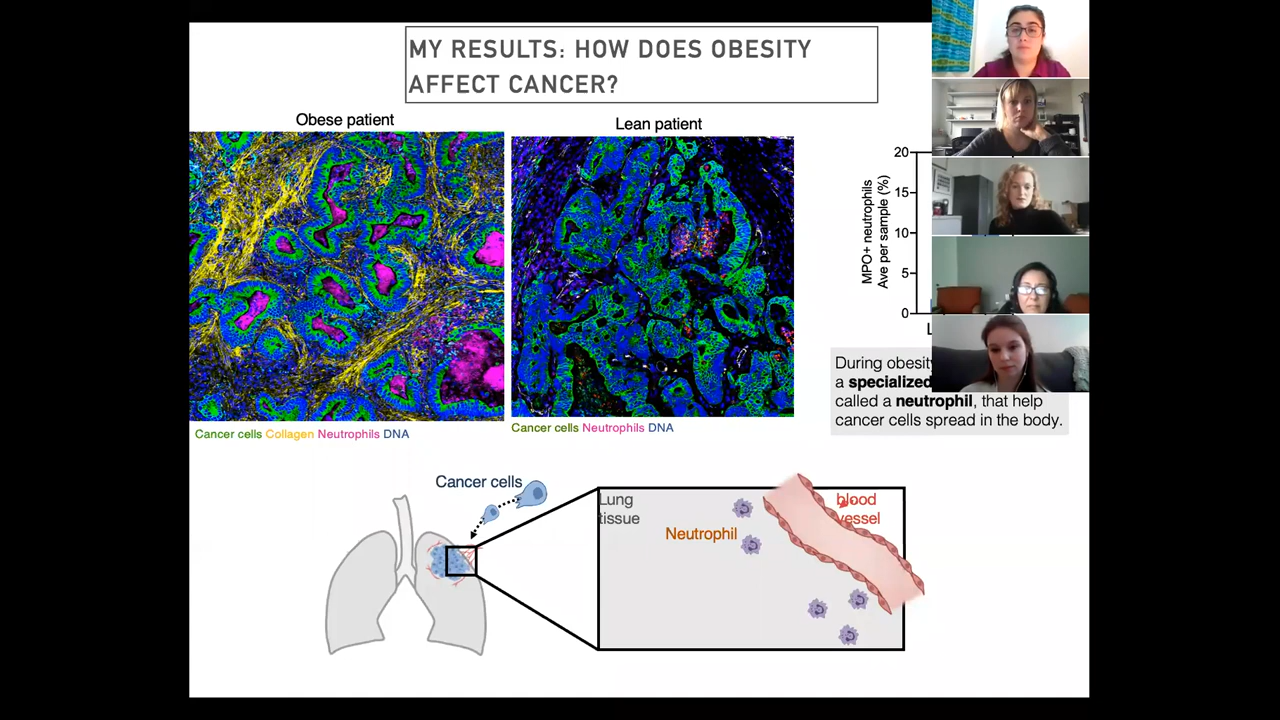 MY RESULTS: HOW DOES OBESITY
AFFECT CANCER?
Obese patient
Lean patient
20
15
10
5
0
MPO+ neutrophils
Ave per sample (%)
Cancer cells Collagen Neutrophils DNA
Cancer cells Neutrophils DNA
During obesity
a specialized
called a neutrophil, that help
cancer cells spread in the body.
Cancer cells
Lung
tissue
Neutrophil
blood
vessel